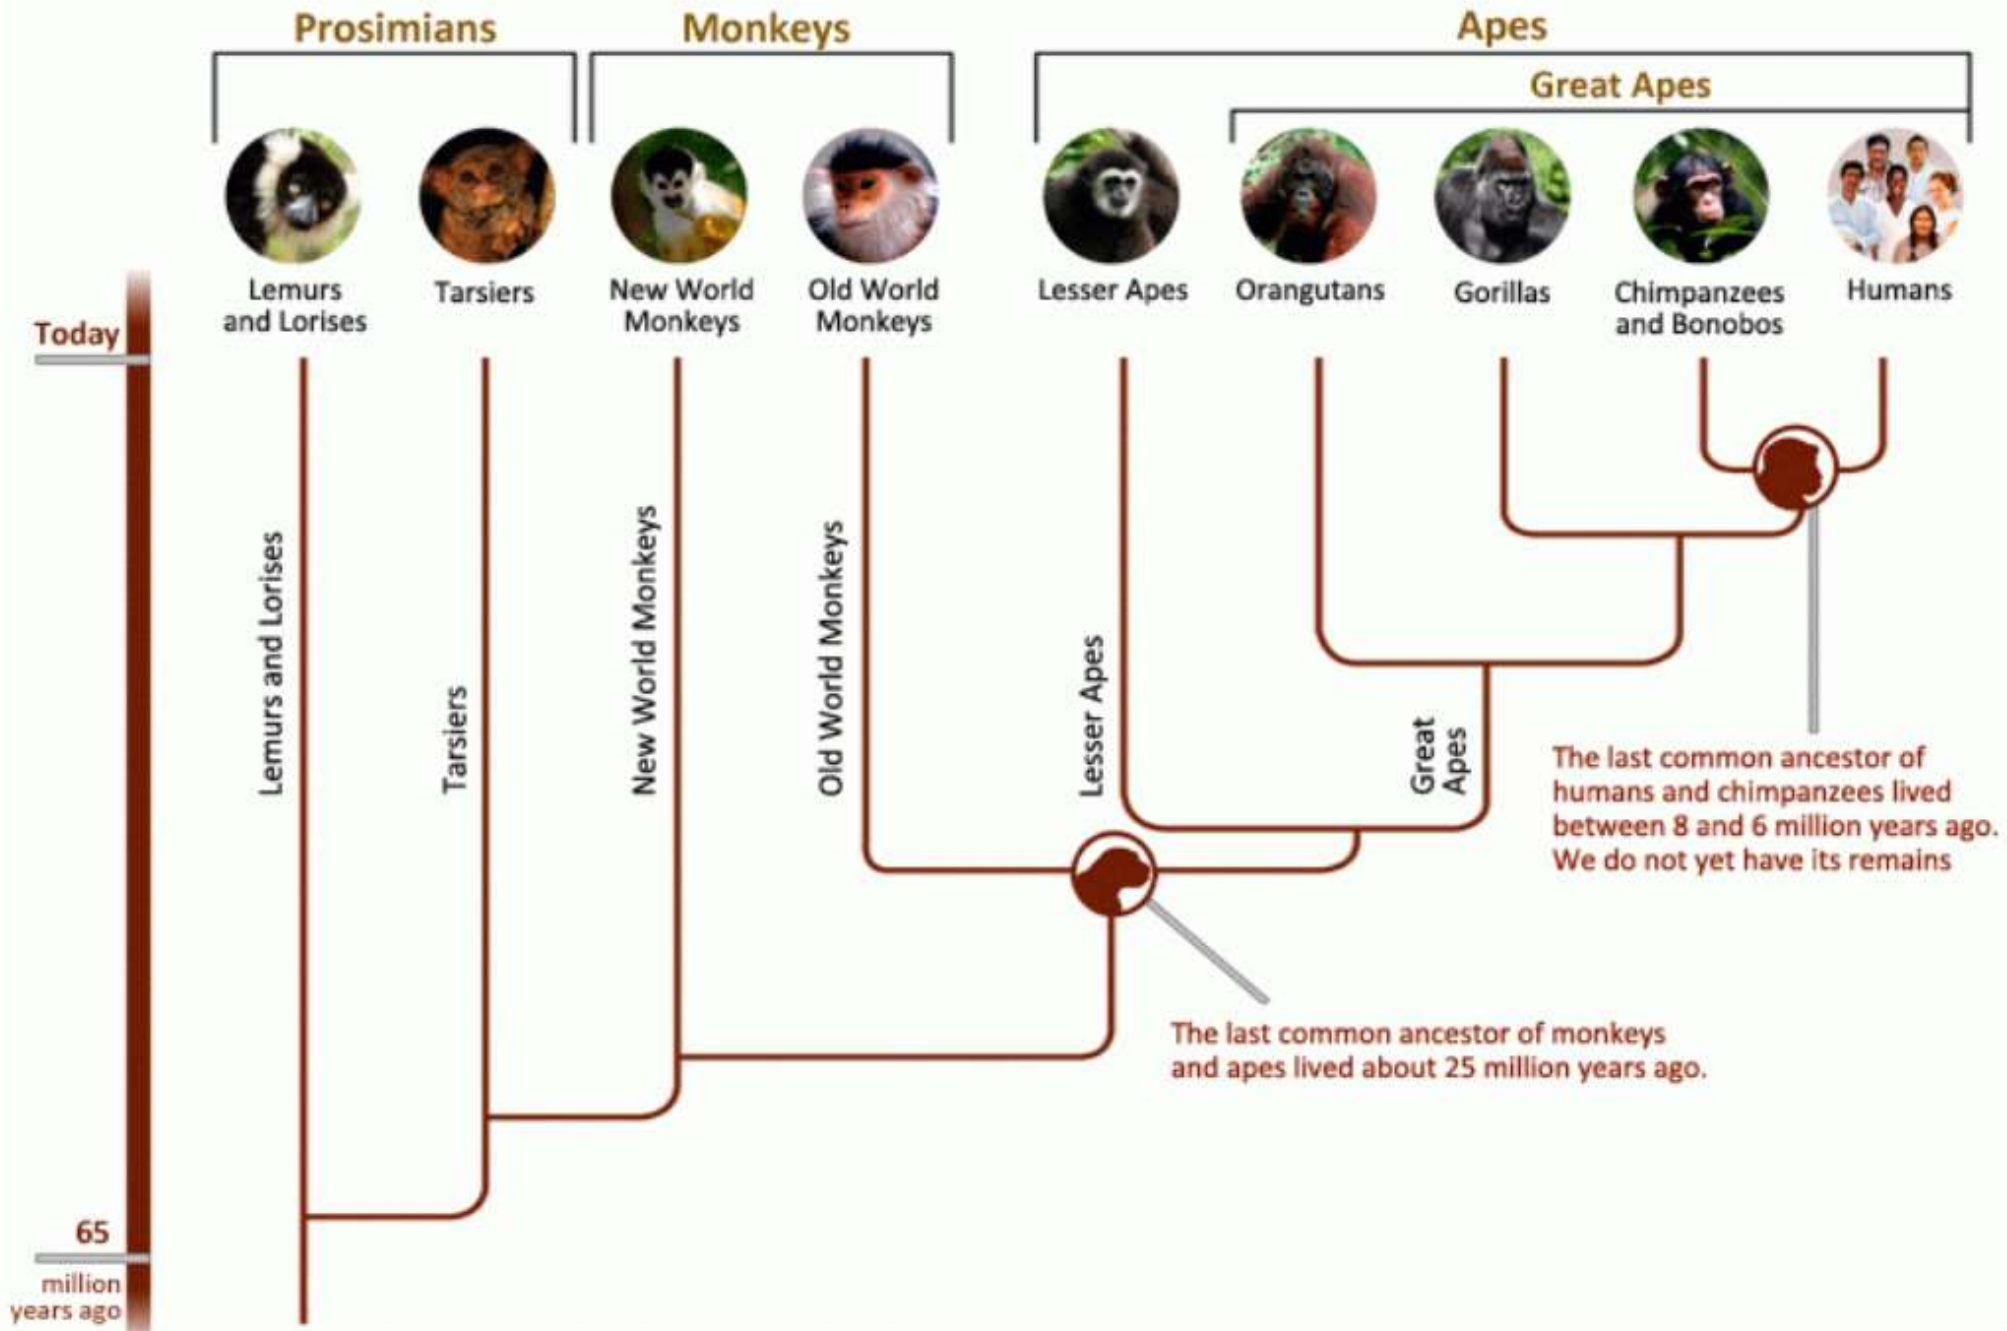 Prosimians
Monkeys
Apes
Great Apes
Lemurs
and Lorises
Tarsiers
New World
Monkeys
Old World
Monkeys
Lesser Apes
Orangutans
Gorillas
Chimpanzees
and Bonobos
Humans
Today
Lemurs and Lorises
Tarsiers
New World Monkeys
Old World Monkeys
Lesser Apes
Great
Apes
The last common ancestor of
humans and chimpanzees lived
between 8 and 6 million years ago.
We do not yet have its remains
The last common ancestor of monkeys
and apes lived about 25 million years ago.
65
million
years ago